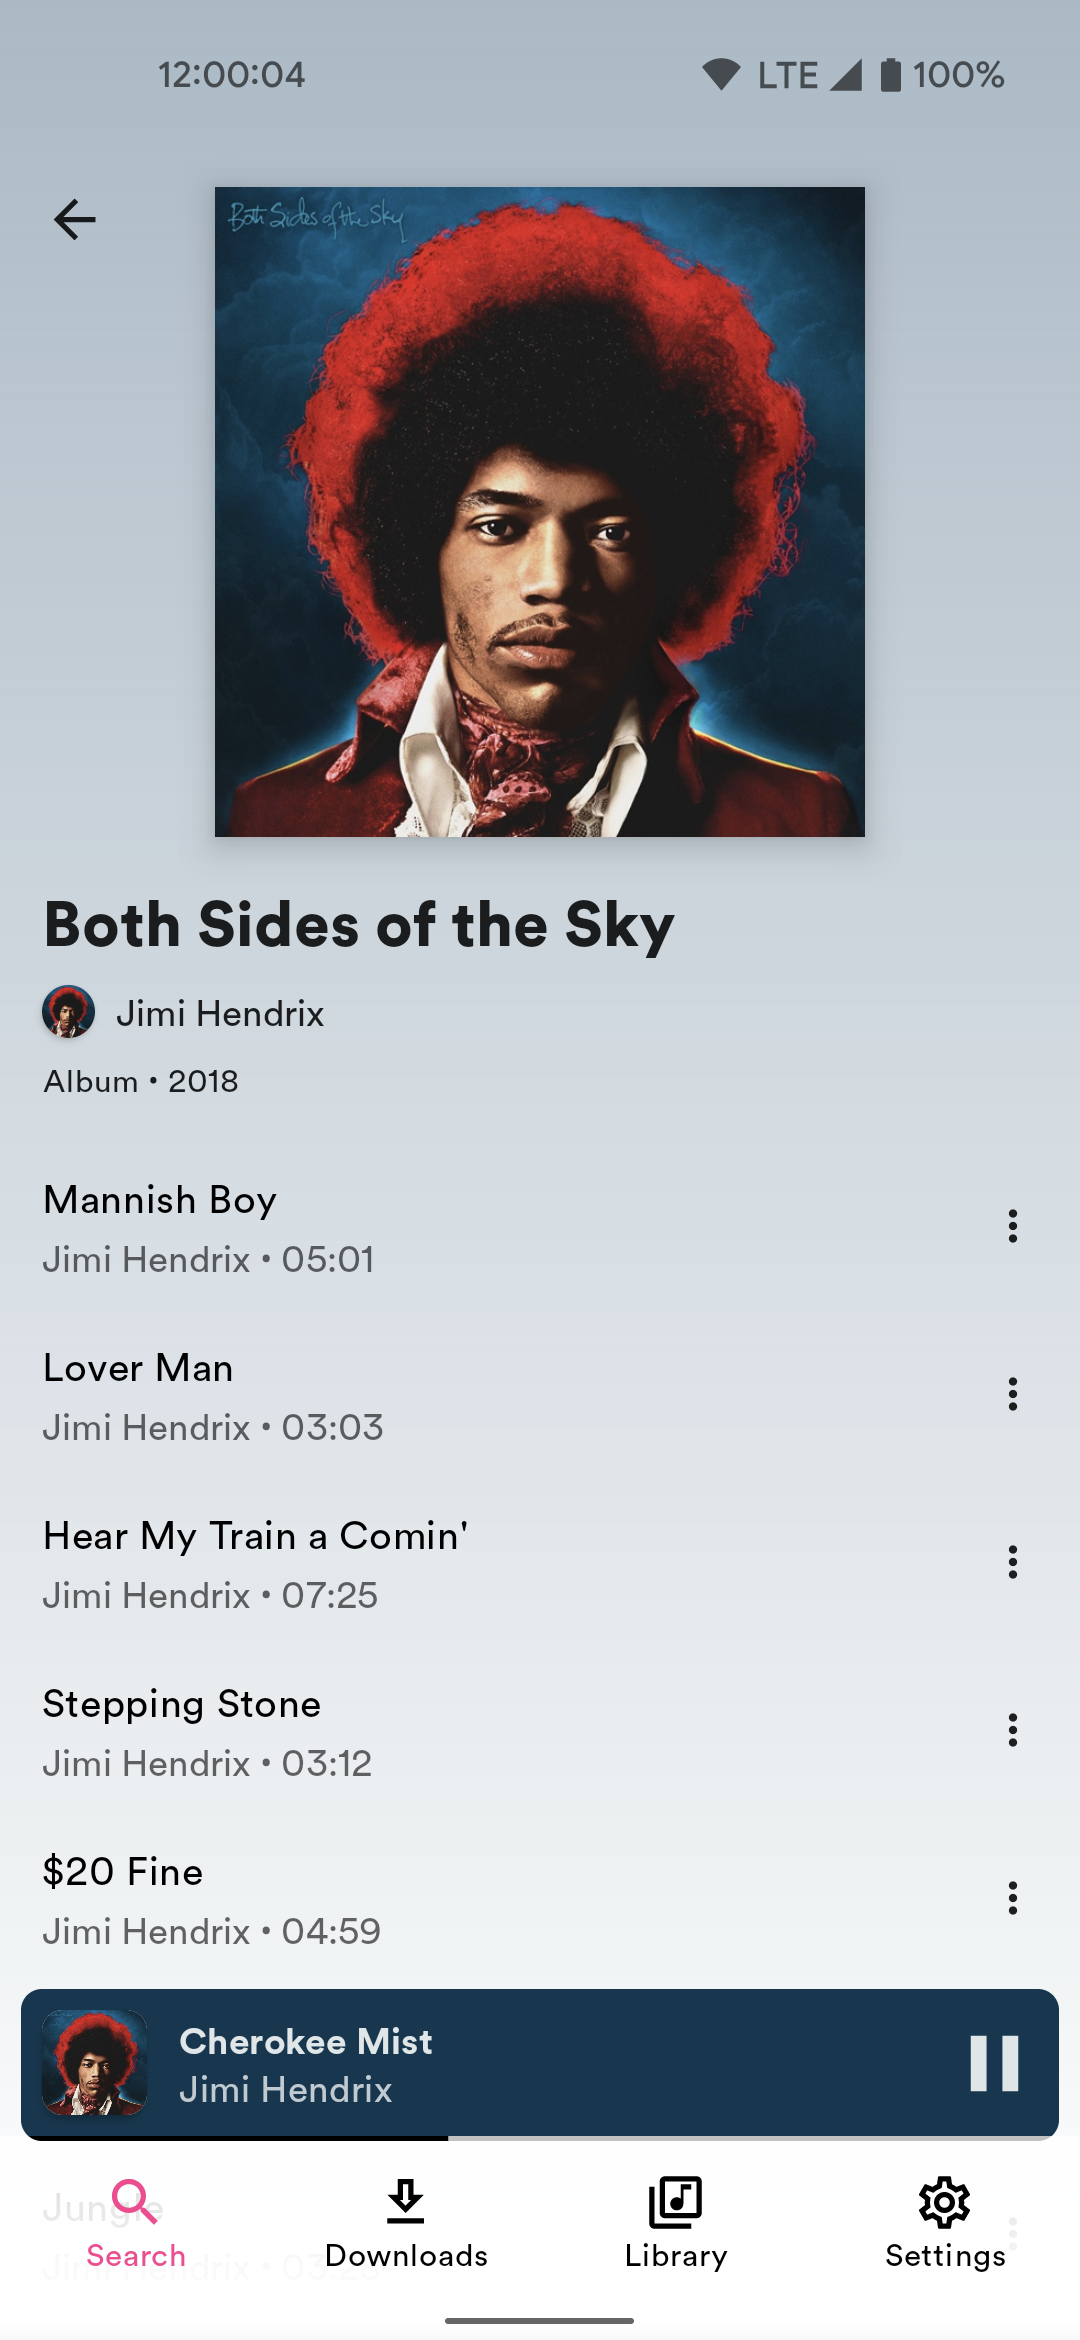 12:00:04 LTE 100%
Both Sides of the Sky
Both Sides of the Sky
Jimi Hendrix
Album • 2018
Mannish Boy
Jimi Hendrix • 05:01
Lover Man
Jimi Hendrix • 03:03
Hear My Train a Comin'
Jimi Hendrix • 07:25
Stepping Stone
Jimi Hendrix • 03:12
$20 Fine
Jimi Hendrix • 04:59
Cherokee Mist
Jimi Hendrix
Jungle
Search Downloads Library Settings